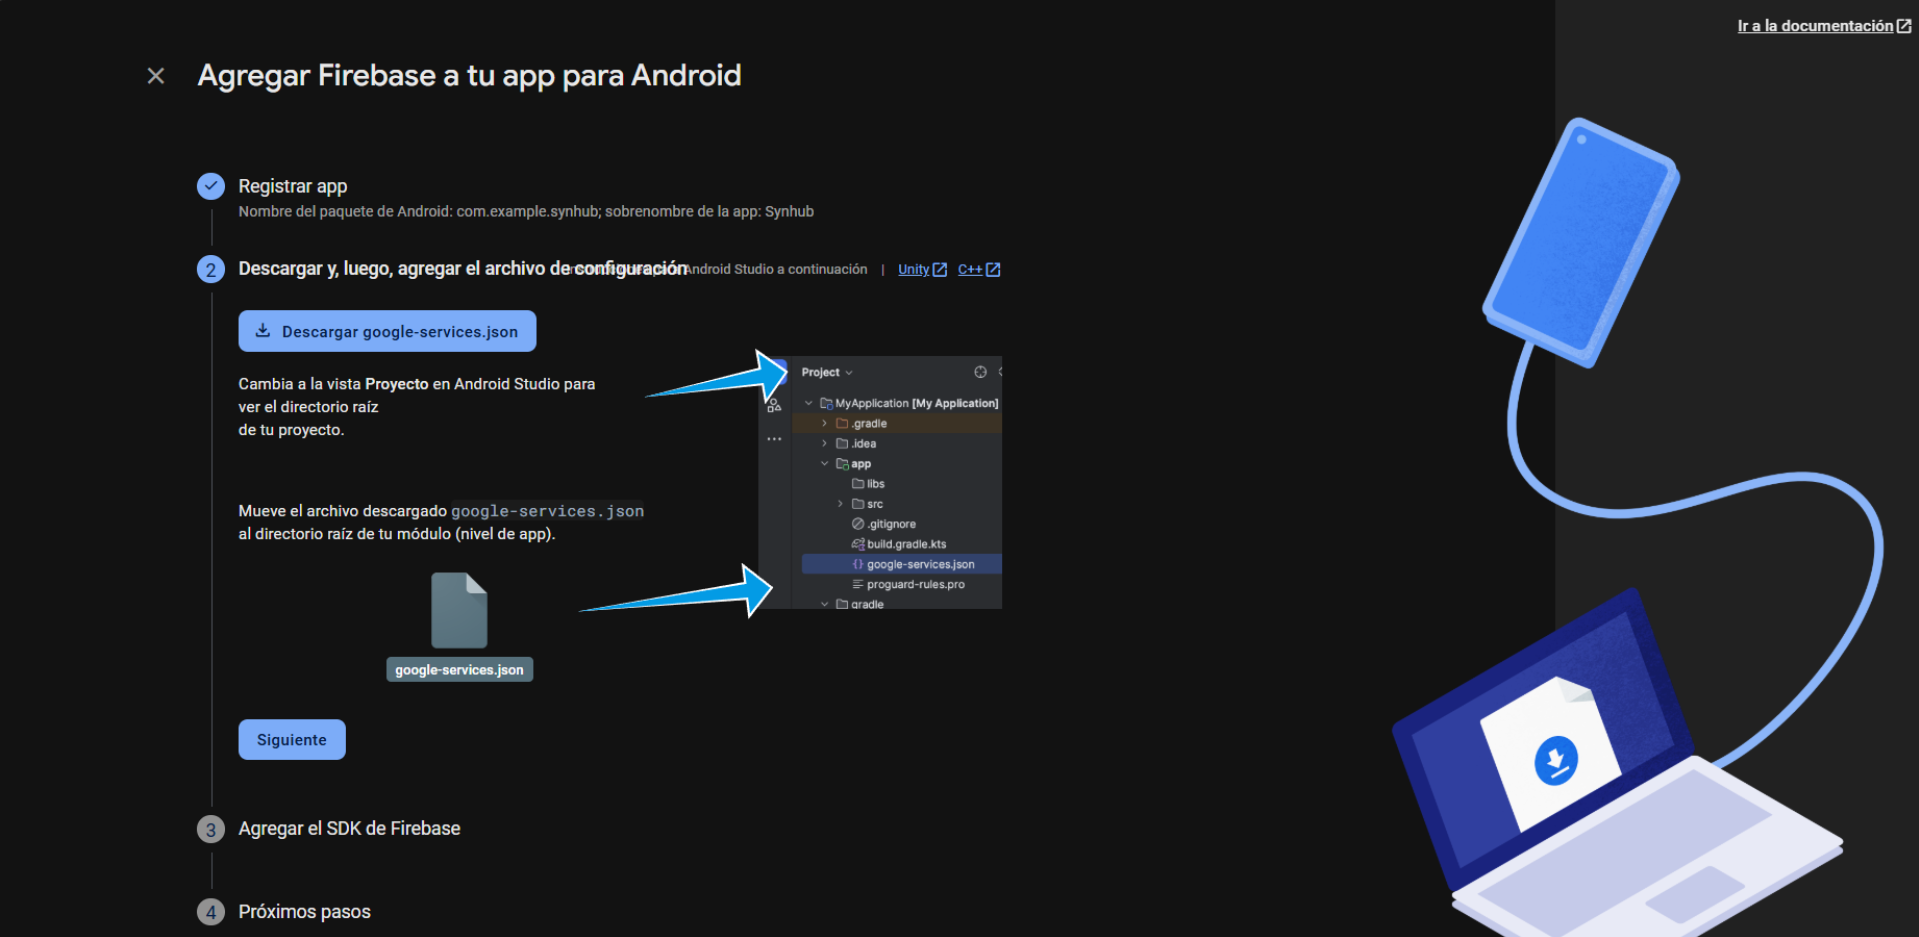 Ir a la documentación
Agregar Firebase a tu app para Android
Registrar app
Nombre del paquete de Android: com.example.synhub; sobrenombre de la app: Synhub
2 Descargar y, luego, agregar el archivo de configuración Android Studio a continuación | Unity C++
Descargar google-services.json
Cambia a la vista Proyecto en Android Studio para
ver el directorio raíz
de tu proyecto.
Mueve el archivo descargado google-services.json
al directorio raíz de tu módulo (nivel de app).
google-services.json
Project
MyApplication [My Application]
.gradle
.idea
app
libs
src
.gitignore
build.gradle.kts
{} google-services.json
proguard-rules.pro
gradle
Siguiente
3 Agregar el SDK de Firebase
4 Próximos pasos